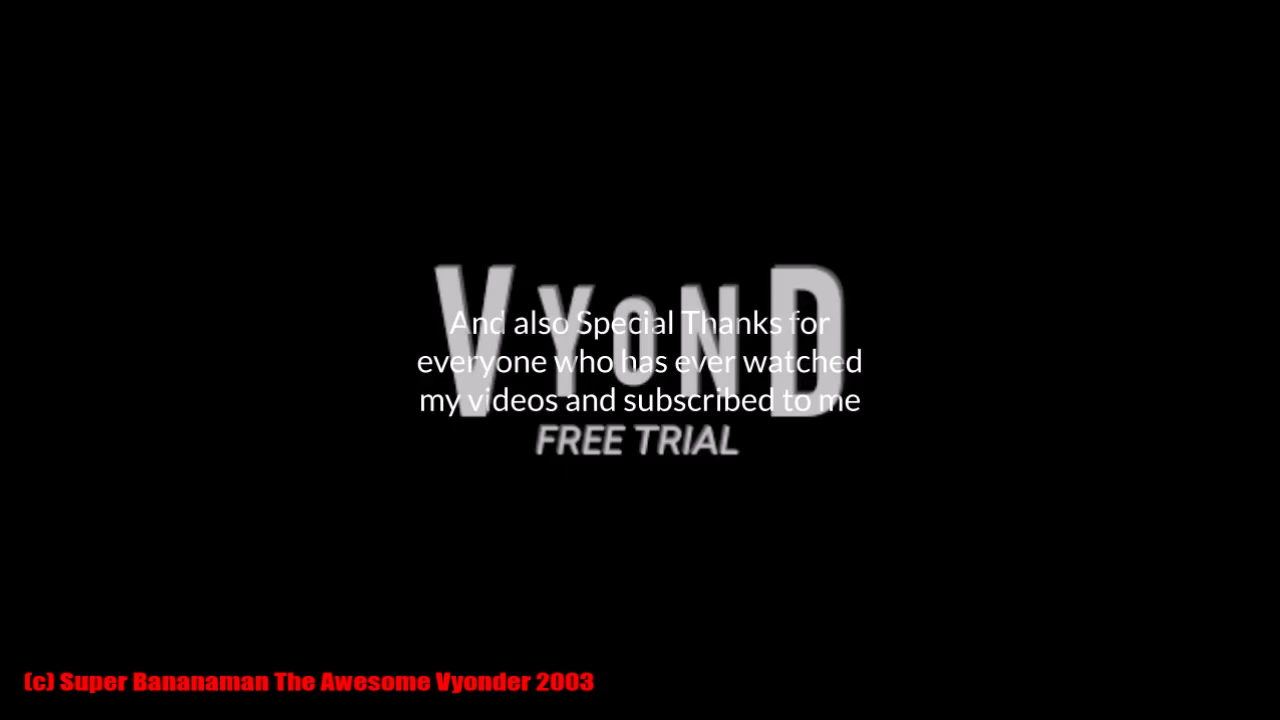 VYOND
And also Special Thanks for
everyone who has ever watched
my videos and subscribed to me
FREE TRIAL
(c) Super Bananaman The Awesome Vyonder 2003